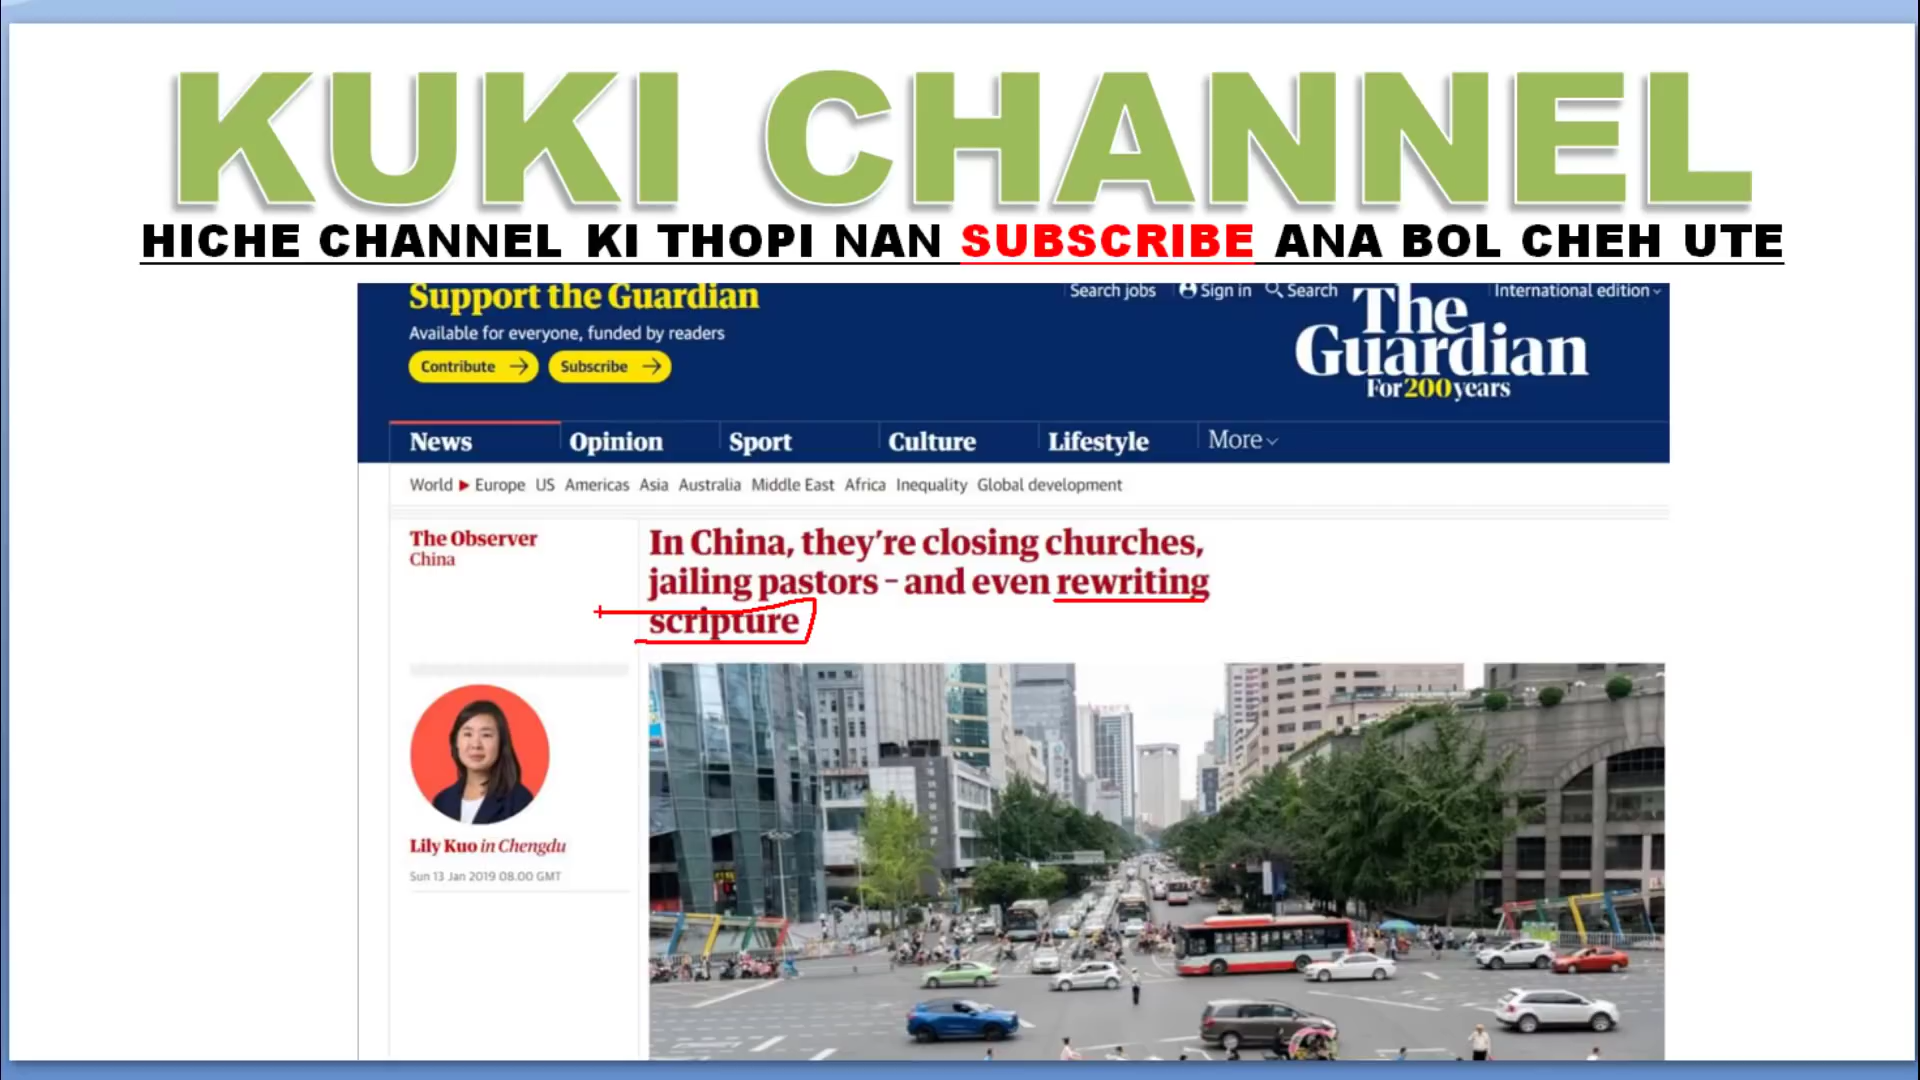 KUKI CHANNEL
HICHE CHANNEL KI THOPI NAN SUBSCRIBE ANA BOL CHEH UTE
Support the Guardian
Available for everyone, funded by readers
Contribute
Subscribe
Search jobs
Sign in
Search
International edition
The
Guardian
For 200 years
News
Opinion
Sport
Culture
Lifestyle
More
World Europe US Americas Asia Australia Middle East Africa Inequality Global development
The Observer
China
In China, they’re closing churches,
jailing pastors – and even rewriting
scripture
Lily Kuo in Chengdu
Sun 13 Jan 2019 08.00 GMT